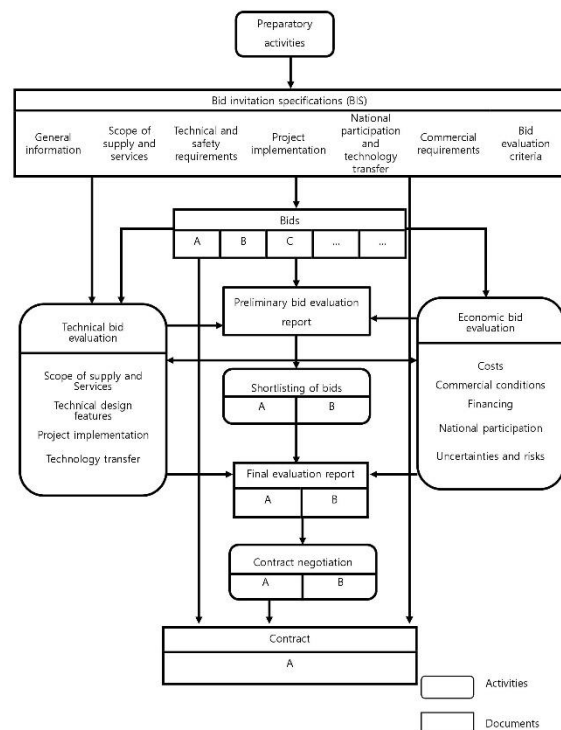 Preparatory
activities
Bid invitation specifications (BIS)
General
information
Scope of
supply and
services
Technical and
safety
requirements
Project
implementation
National
participation
and
technology
transfer
Commercial
requirements
Bid
evaluation
criteria
Bids
A
B
C
...
...
Technical bid
evaluation
Scope of supply and
Services
Technical design
features
Project implementation
Technology transfer
Preliminary bid evaluation
report
Economic bid
evaluation
Costs
Commercial conditions
Financing
National participation
Uncertainties and risks
Shortlisting of bids
A
B
Final evaluation report
A
B
Contract negotiation
A
B
Contract
A
Activities
Documents